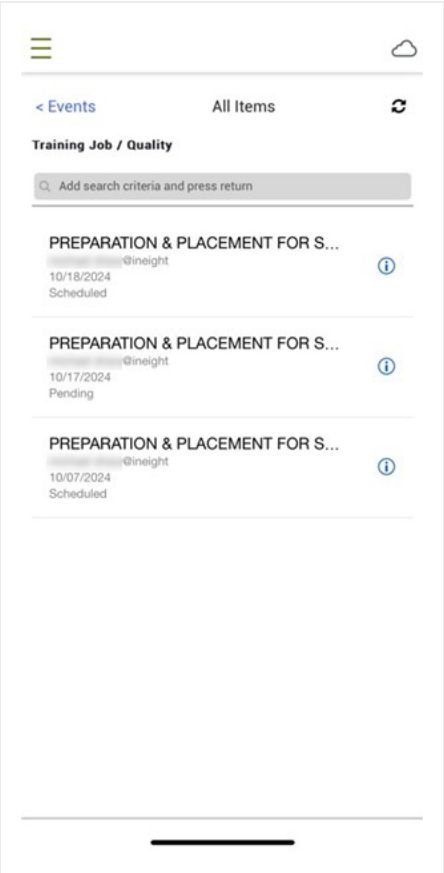 < Events
All Items
Training Job / Quality
Add search criteria and press return
PREPARATION & PLACEMENT FOR S...
@ineight
10/18/2024
Scheduled
PREPARATION & PLACEMENT FOR S...
@ineight
10/17/2024
Pending
PREPARATION & PLACEMENT FOR S...
@ineight
10/07/2024
Scheduled